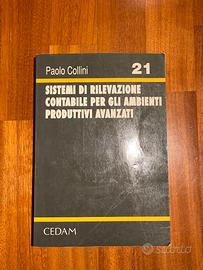 Paolo Collini
21
SISTEMI DI RILEVAZIONE
CONTABILE PER GLI AMBIENTI
PRODUTTIVI AVANZATI
CEDAM
subito